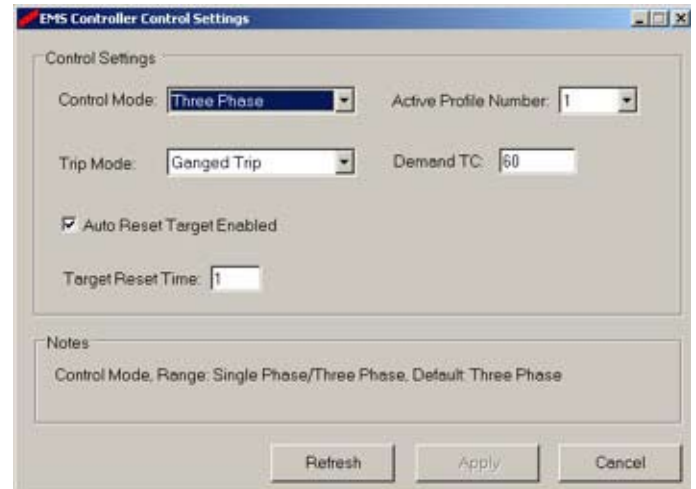 EMS Controller Control Settings
Control Settings
Control Mode: Three Phase Active Profile Number: 1
Trip Mode: Ganged Trip Demand TC: 60
Auto Reset Target Enabled
Target Reset Time: 1
Notes
Control Mode, Range: Single Phase/Three Phase, Default: Three Phase
Refresh Apply Cancel